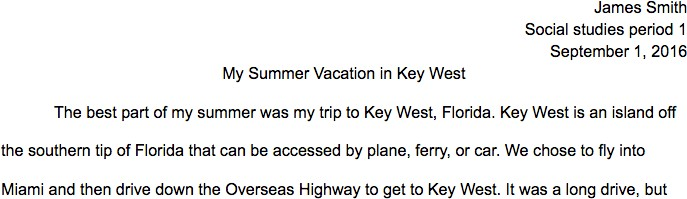 James Smith
Social studies period 1
September 1, 2016
My Summer Vacation in Key West
The best part of my summer was my trip to Key West, Florida. Key West is an island off
the southern tip of Florida that can be accessed by plane, ferry, or car. We chose to fly into
Miami and then drive down the Overseas Highway to get to Key West. It was a long drive, but